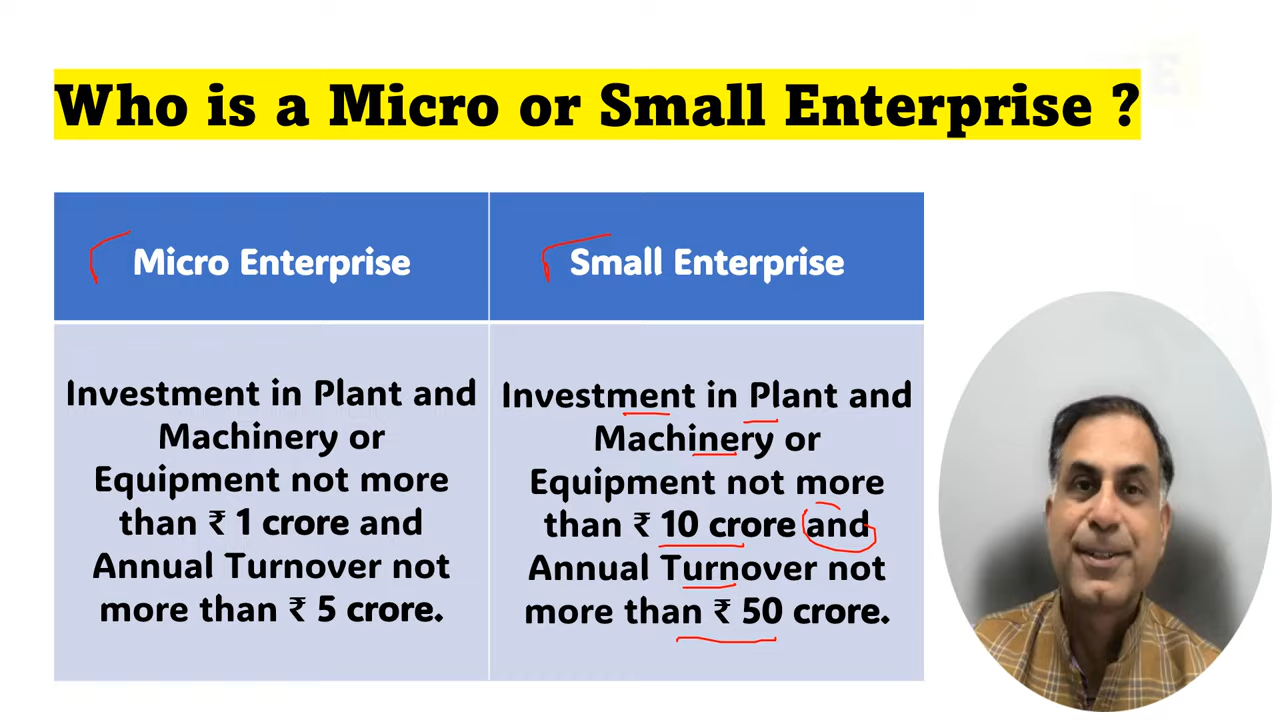 Who is a Micro or Small Enterprise ?
Micro Enterprise
Small Enterprise
Investment in Plant and
Machinery or
Equipment not more
than ₹ 1 crore and
Annual Turnover not
more than ₹ 5 crore.
Investment in Plant and
Machinery or
Equipment not more
than ₹ 10 crore and
Annual Turnover not
more than ₹ 50 crore.